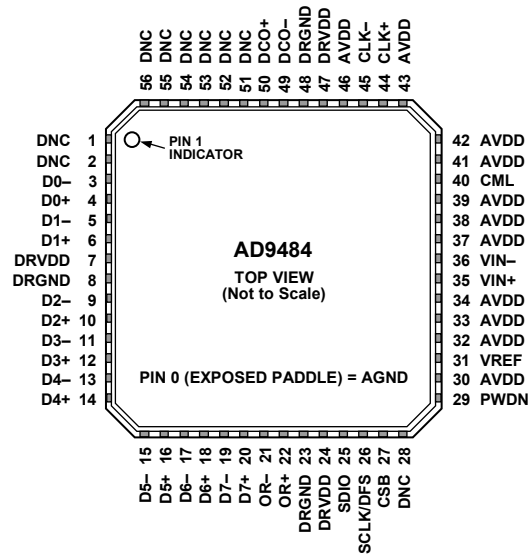 56 DNC
55 DNC
54 DNC
53 DNC
52 DNC
51 DNC
50 DCO+
49 DCO–
48 DRGND
47 DRVDD
46 AVDD
45 CLK–
44 CLK+
43 AVDD
DNC 1
DNC 2
D0– 3
D0+ 4
D1– 5
D1+ 6
DRVDD 7
DRGND 8
D2– 9
D2+ 10
D3– 11
D3+ 12
D4– 13
D4+ 14
PIN 1
INDICATOR
AD9484
TOP VIEW
(Not to Scale)
PIN 0 (EXPOSED PADDLE) = AGND
42 AVDD
41 AVDD
40 CML
39 AVDD
38 AVDD
37 AVDD
36 VIN–
35 VIN+
34 AVDD
33 AVDD
32 AVDD
31 VREF
30 AVDD
29 PWDN
D5– 15
D5+ 16
D6– 17
D6+ 18
D7– 19
D7+ 20
OR– 21
OR+ 22
DRGND 23
DRVDD 24
SDIO 25
SCLK/DFS 26
CSB 27
DNC 28